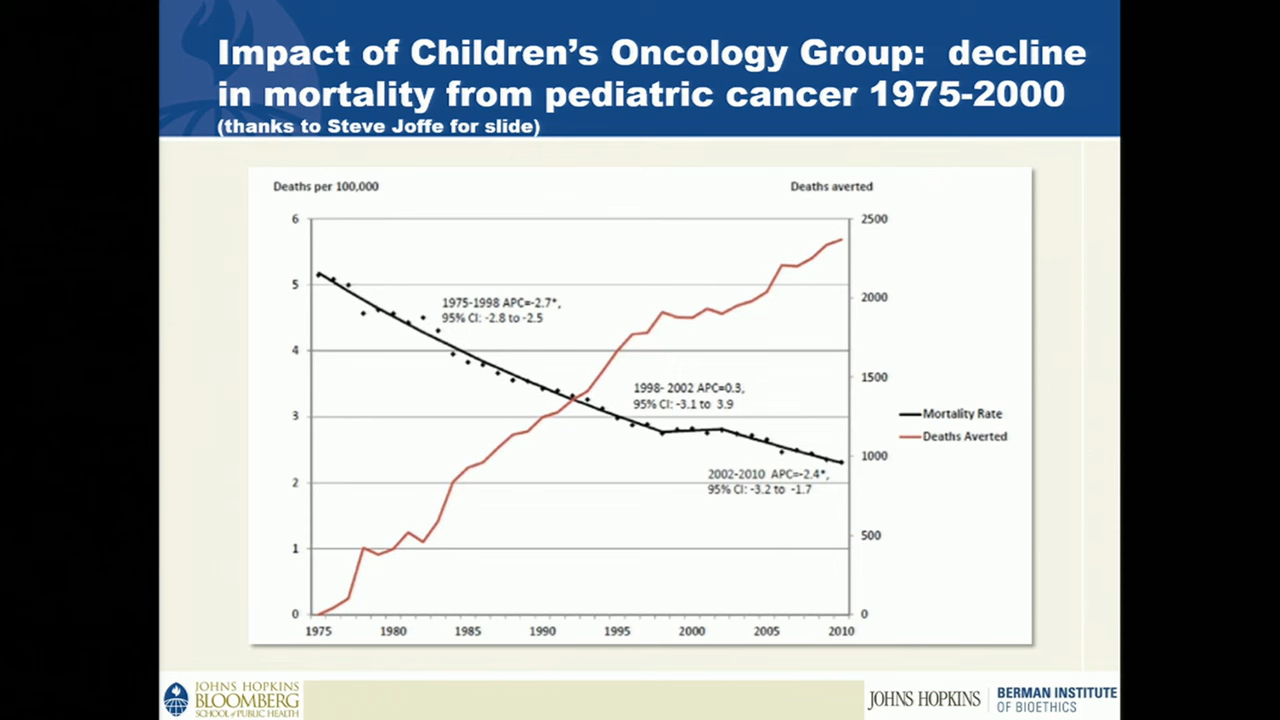 Impact of Children's Oncology Group:  decline
in mortality from pediatric cancer 1975-2000
(thanks to Steve Joffe for slide)
Deaths per 100,000
Deaths averted
6
2500
5
2000
1975-1998 APC=-2.7*,
95% CI: -2.8 to -2.5
4
1500
1998- 2002 APC=0.3,
95% CI: -3.1 to 3.9
3
Mortality Rate
Deaths Averted
1000
2002-2010 APC=-2.4*,
95% CI: -3.2 to -1.7
2
500
1
0
0
1975 1980 1985 1990 1995 2000 2005 2010
JOHNS HOPKINS
BLOOMBERG
SCHOOL of PUBLIC HEALTH
JOHNS HOPKINS
BERMAN INSTITUTE
OF BIOETHICS